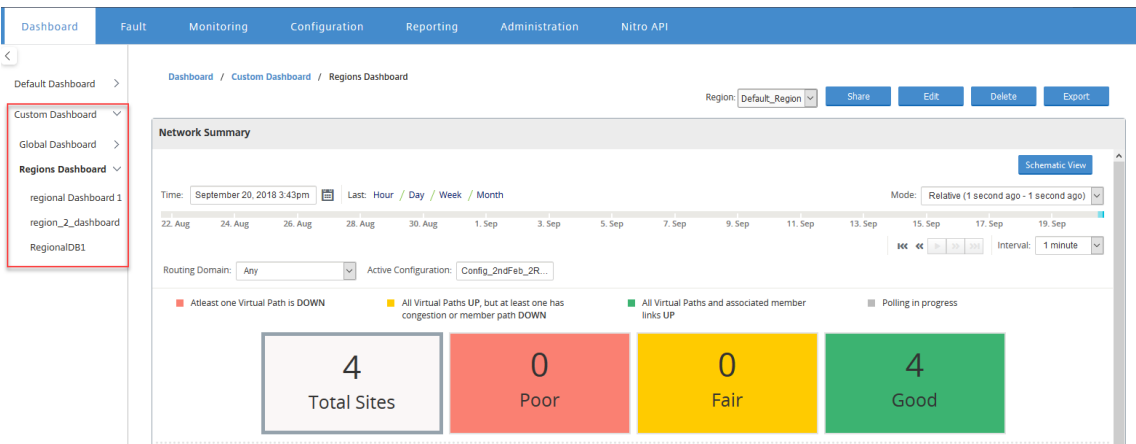 Dashboard Fault Monitoring Configuration Reporting Administration Nitro API
Default Dashboard
Custom Dashboard
Global Dashboard
Regions Dashboard
regional Dashboard 1
region_2_dashboard
RegionalDB1
Dashboard / Custom Dashboard / Regions Dashboard
Region: Default_Region Share Edit Delete Export
Network Summary
Schematic View
Time: September 20, 2018 3:43pm Last: Hour / Day / Week / Month Mode: Relative (1 second ago - 1 second ago)
22. Aug 24. Aug 26. Aug 28. Aug 30. Aug 1. Sep 3. Sep 5. Sep 7. Sep 9. Sep 11. Sep 13. Sep 15. Sep 17. Sep 19. Sep
Interval: 1 minute
Routing Domain: Any Active Configuration: Config_2ndFeb_2R...
Atleast one Virtual Path is DOWN
All Virtual Paths UP, but at least one has
congestion or member path DOWN
All Virtual Paths and associated member
links UP
Polling in progress
4
Total Sites
0
Poor
0
Fair
4
Good